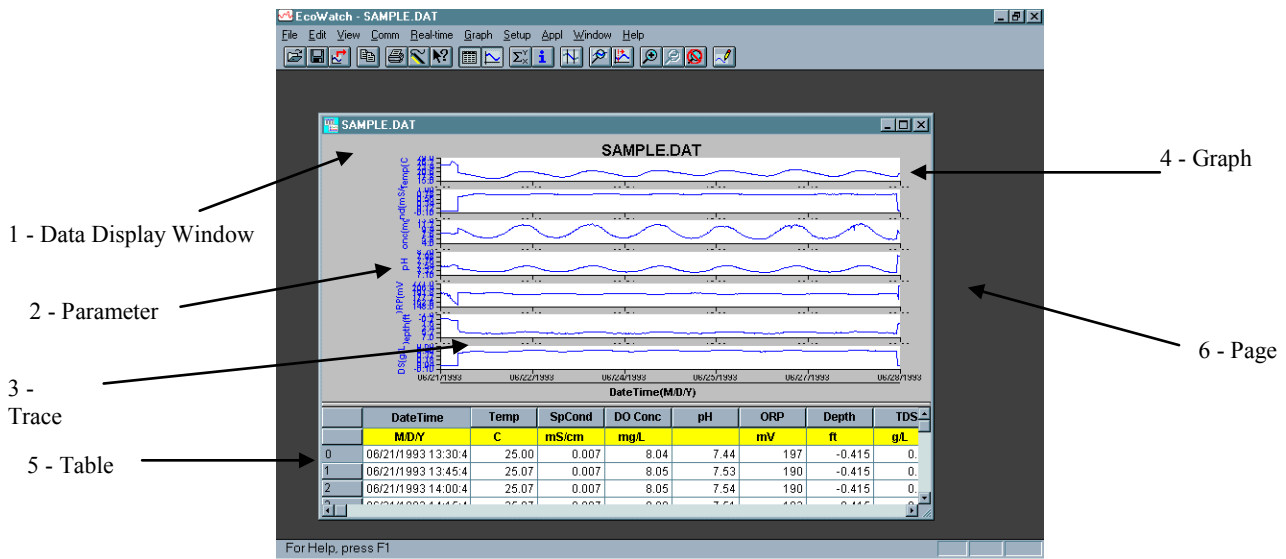 EcoWatch - SAMPLE.DAT
File Edit View Comm Real-time Graph Setup Appl Window Help
SAMPLE.DAT
SAMPLE.DAT
4 - Graph
1 - Data Display Window
pH
2 - Parameter
6 - Page
3 -
Trace
06/21/1993 06/22/1993 06/24/1993 06/25/1993 06/27/1993 06/28/1993
DateTime(M/D/Y)
DateTime Temp SpCond DO Conc pH ORP Depth TDS
M/D/Y C mS/cm mg/L mV ft g/L
5 - Table
0 06/21/1993 13:30:4 25.00 0.007 8.04 7.44 197 -0.415 0.
1 06/21/1993 13:45:4 25.07 0.007 8.05 7.53 190 -0.415 0.
2 06/21/1993 14:00:4 25.07 0.007 8.05 7.54 190 -0.415 0.
For Help, press F1